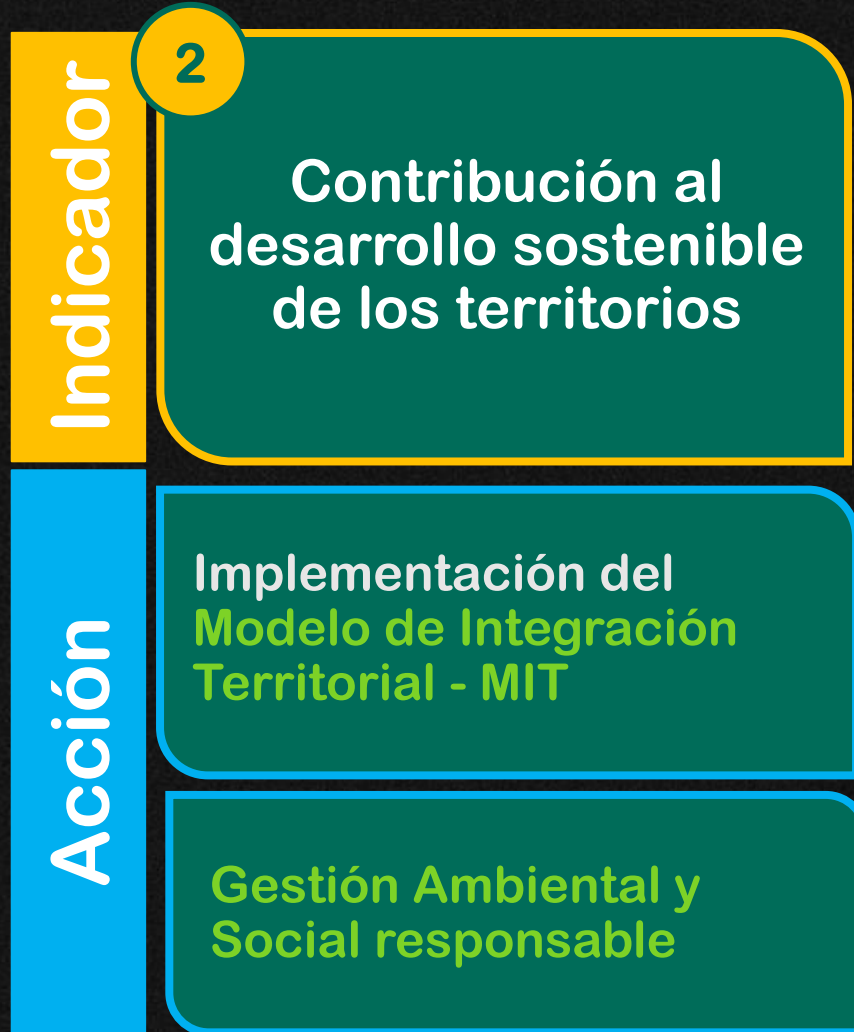 Indicador
2
Contribución al
desarrollo sostenible
de los territorios
Acción
Implementación del
Modelo de Integración
Territorial - MIT
Gestión Ambiental y
Social responsable